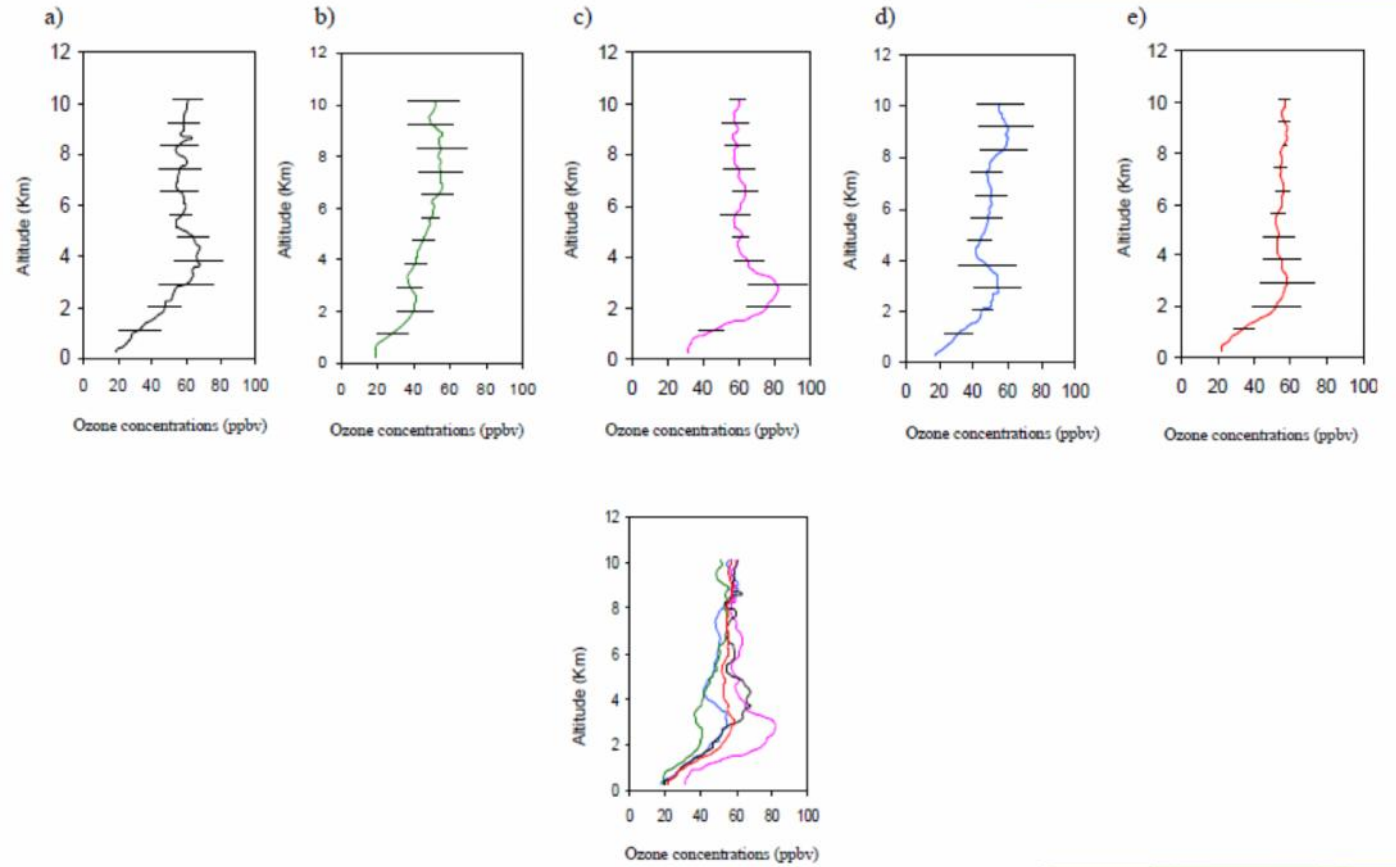 a) b) c) d) e)
12 12 12 12 12
10 10 10 10 10
8 8 8 8 8
6 6 6 6 6
4 4 4 4 4
2 2 2 2 2
0 0 0 0 0
Altitude (Km) Altitude (Km) Altitude (Km) Altitude (Km) Altitude (Km)
0 20 40 60 80 100 0 20 40 60 80 100 0 20 40 60 80 100 0 20 40 60 80 100 0 20 40 60 80 100
Ozone concentrations (ppbv) Ozone concentrations (ppbv) Ozone concentrations (ppbv) Ozone concentrations (ppbv) Ozone concentrations (ppbv)
12
10
8
6
4
2
0
Altitude (Km)
0 20 40 60 80 100
Ozone concentrations (ppbv)